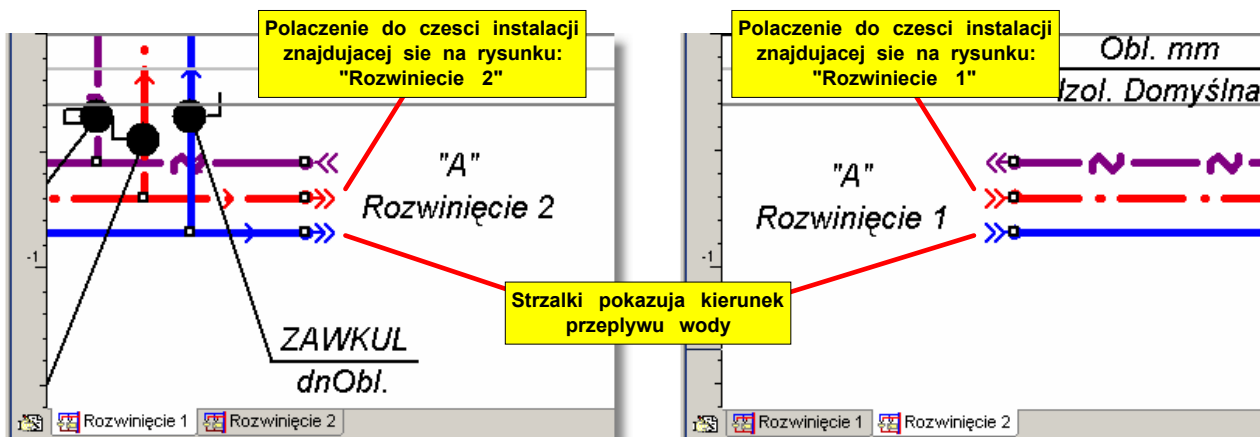 Polaczenie do czesci instalacji
znajdujacej sie na rysunku:
"Rozwiniecie 2"
"A"
Rozwinięcie 2
-1
ZAWKUL
dnObl.
Rozwinięcie 1
Rozwinięcie 2
Strzalki pokazuja kierunek
przeplywu wody
Polaczenie do czesci instalacji
znajdujacej sie na rysunku:
"Rozwiniecie 1"
Obl. mm
Izol. Domyślna
"A"
Rozwinięcie 1
-1
Rozwinięcie 1
Rozwinięcie 2